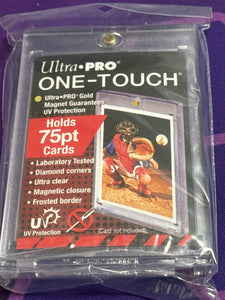 Ultra•PRO®
ONE-TOUCH®
Ultra•PRO® Gold
Magnet Guarantees
UV Protection
Holds
75pt
Cards
• Laboratory Tested
• Diamond corners
• Ultra clear
• Magnetic closure
• Frosted border
UV
UV Protection
(Card not included)